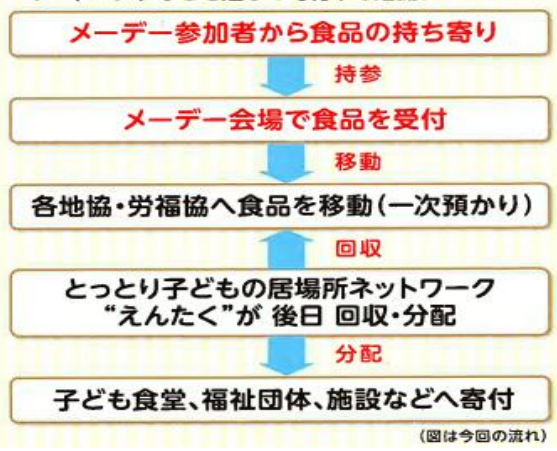 メーデー参加者から食品の持ち寄り
持参
メーデー会場で食品を受付
移動
各地協・労福協へ食品を移動(一次預かり)
回収
とっとり子どもの居場所ネットワーク
“えんたく”が 後日 回収・分配
分配
子ども食堂、福祉団体、施設などへ寄付
(図は今回の流れ)